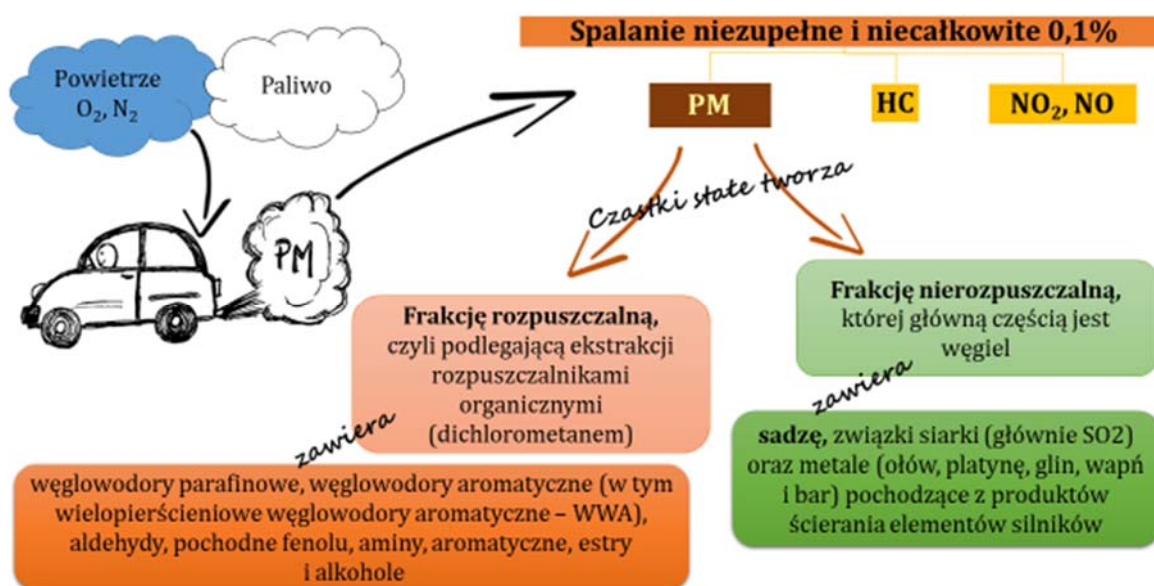 Powietrze
O₂, N₂
Paliwo
Spalanie niezupełne i niecałkowite 0,1%
PM
HC
NO₂, NO
Czastki stałe tworza
PM
Frakcję rozpuszczalną,
czyli podlegającą ekstrakcji
rozpuszczalnikami
organicznymi
(dichlorometanem)
zawiera
węglowodory parafinowe, węglowodory aromatyczne (w tym
wielopierścieniowe węglowodory aromatyczne – WWA),
aldehydy, pochodne fenolu, aminy, aromatyczne, estry
i alkohole
Frakcję nierozpuszczalną,
której główną częścią jest
węgiel
zawiera
sadzę, związki siarki (głównie SO2)
oraz metale (ołów, platynę, glin, wapń
i bar) pochodzące z produktów
ścierania elementów silników